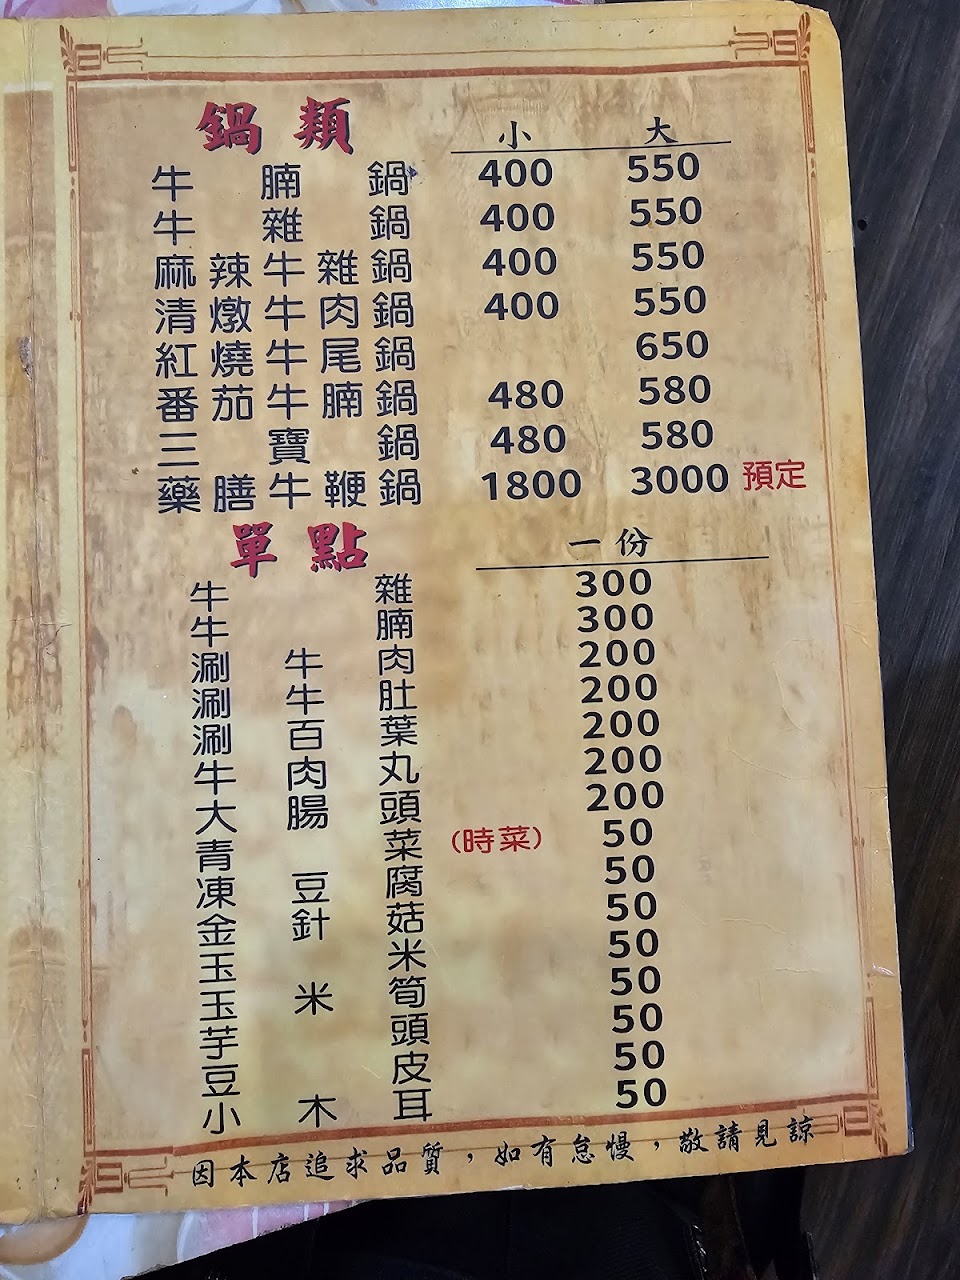 鍋類 小 大
牛腩鍋 400 550
牛雜鍋 400 550
麻辣牛雜鍋 400 550
清燉牛肉鍋 400 550
紅燒牛尾鍋 650
番茄牛腩鍋 480 580
三寶鍋 480 580
藥膳牛鞭鍋 1800 3000 預定
單點 一份
牛雜 300
牛腩 300
涮牛肉 200
涮牛肚 200
涮百葉 200
牛肉丸 200
大腸頭 200
青菜 (時菜) 50
凍豆腐 50
金針菇 50
玉米 50
玉米筍 50
芋頭 50
豆皮 50
小木耳 50
因本店追求品質，如有怠慢，敬請見諒